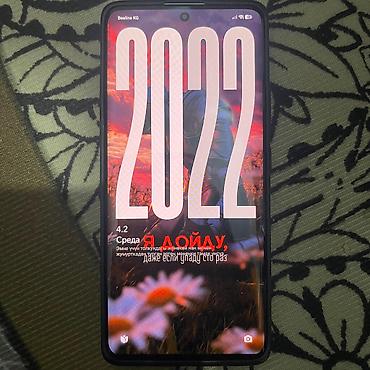 Beeline KG
2022
4.2
Среда
Я ДОЙДУ,
даже если упаду сто раз